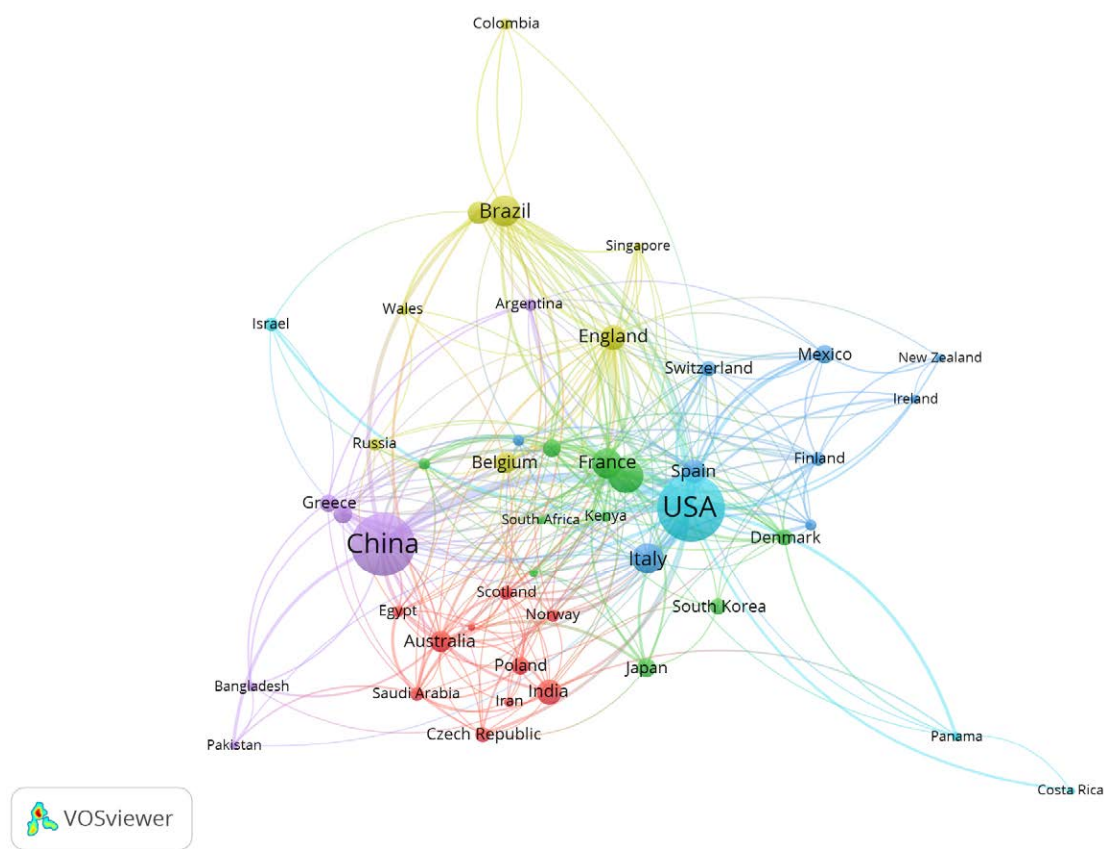 Colombia
Brazil
Singapore
Wales
Argentina
Israel
England
Switzerland
Mexico
New Zealand
Ireland
Russia
Belgium
France
Spain
Finland
Greece
USA
South Africa
Kenya
Denmark
China
Italy
Scotland
Egypt
Norway
South Korea
Australia
Poland
Japan
Bangladesh
Saudi Arabia
India
Iran
Czech Republic
Pakistan
Panama
Costa Rica
VOSviewer